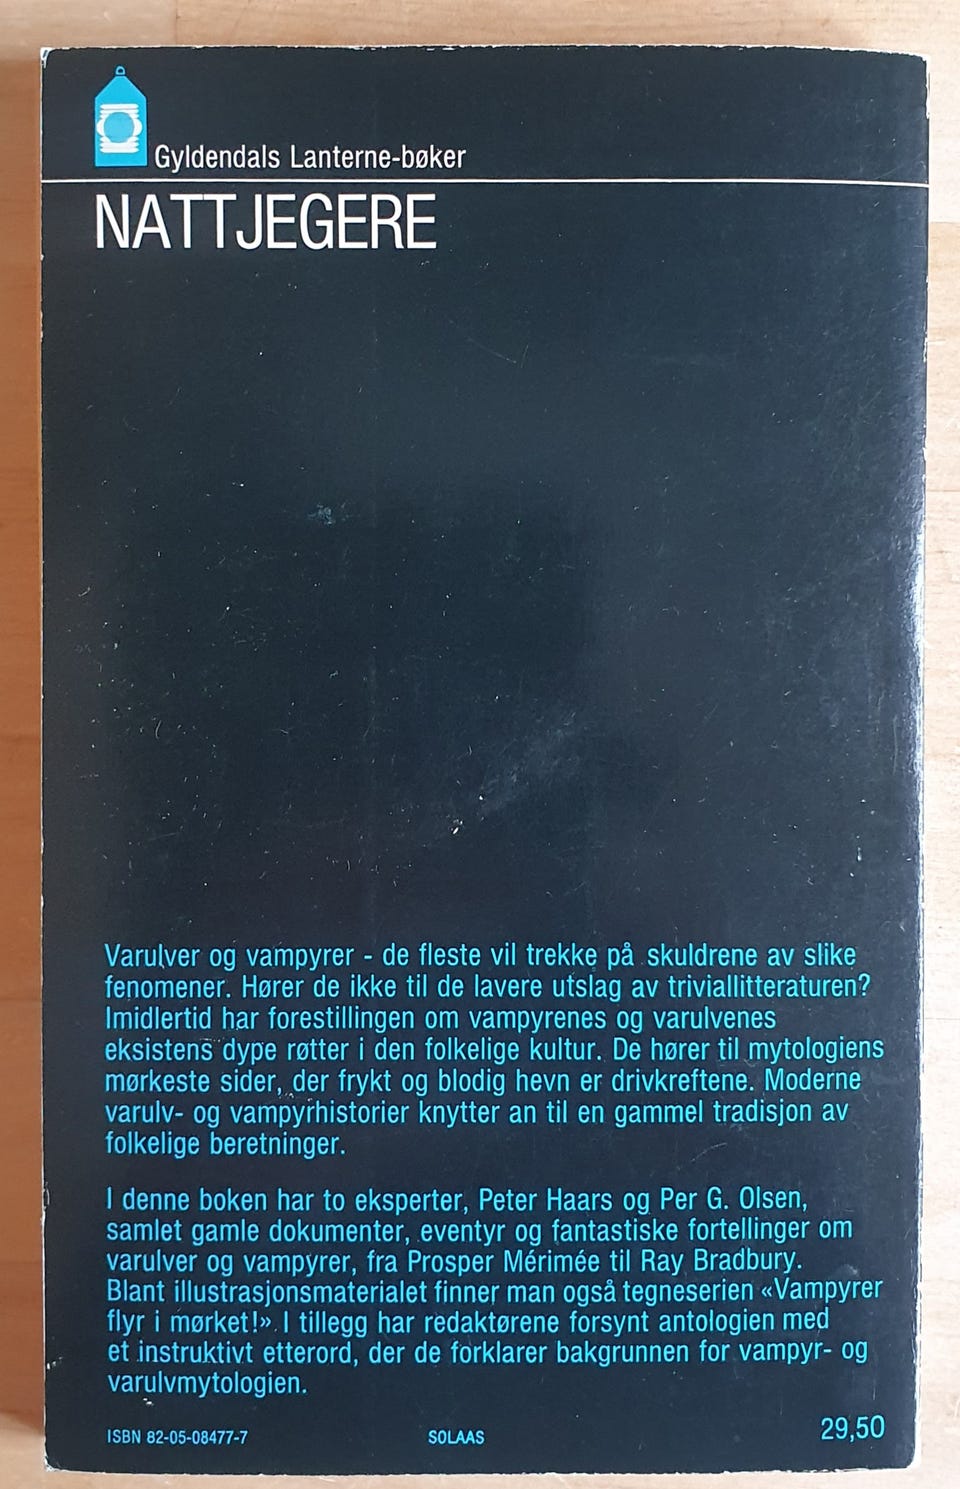 Gyldendals Lanterne-bøker
NATTJEGERE
Varulver og vampyrer - de fleste vil trekke på skuldrene av slike
fenomener. Hører de ikke til de lavere utslag av triviallitteraturen?
Imidlertid har forestillingen om vampyrenes og varulvenes
eksistens dype røtter i den folkelige kultur. De hører til mytologiens
mørkeste sider, der frykt og blodig hevn er drivkreftene. Moderne
varulv- og vampyrhistorier knytter an til en gammel tradisjon av
folkelige beretninger.
I denne boken har to eksperter, Peter Haars og Per G. Olsen,
samlet gamle dokumenter, eventyr og fantastiske fortellinger om
varulver og vampyrer, fra Prosper Mérimée til Ray Bradbury.
Blant illustrasjonsmaterialet finner man også tegneserien «Vampyrer
flyr i mørket!». I tillegg har redaktørene forsynt antologien med
et instruktivt etterord, der de forklarer bakgrunnen for vampyr- og
varulvmytologien.
ISBN 82-05-08477-7 SOLAAS 29,50